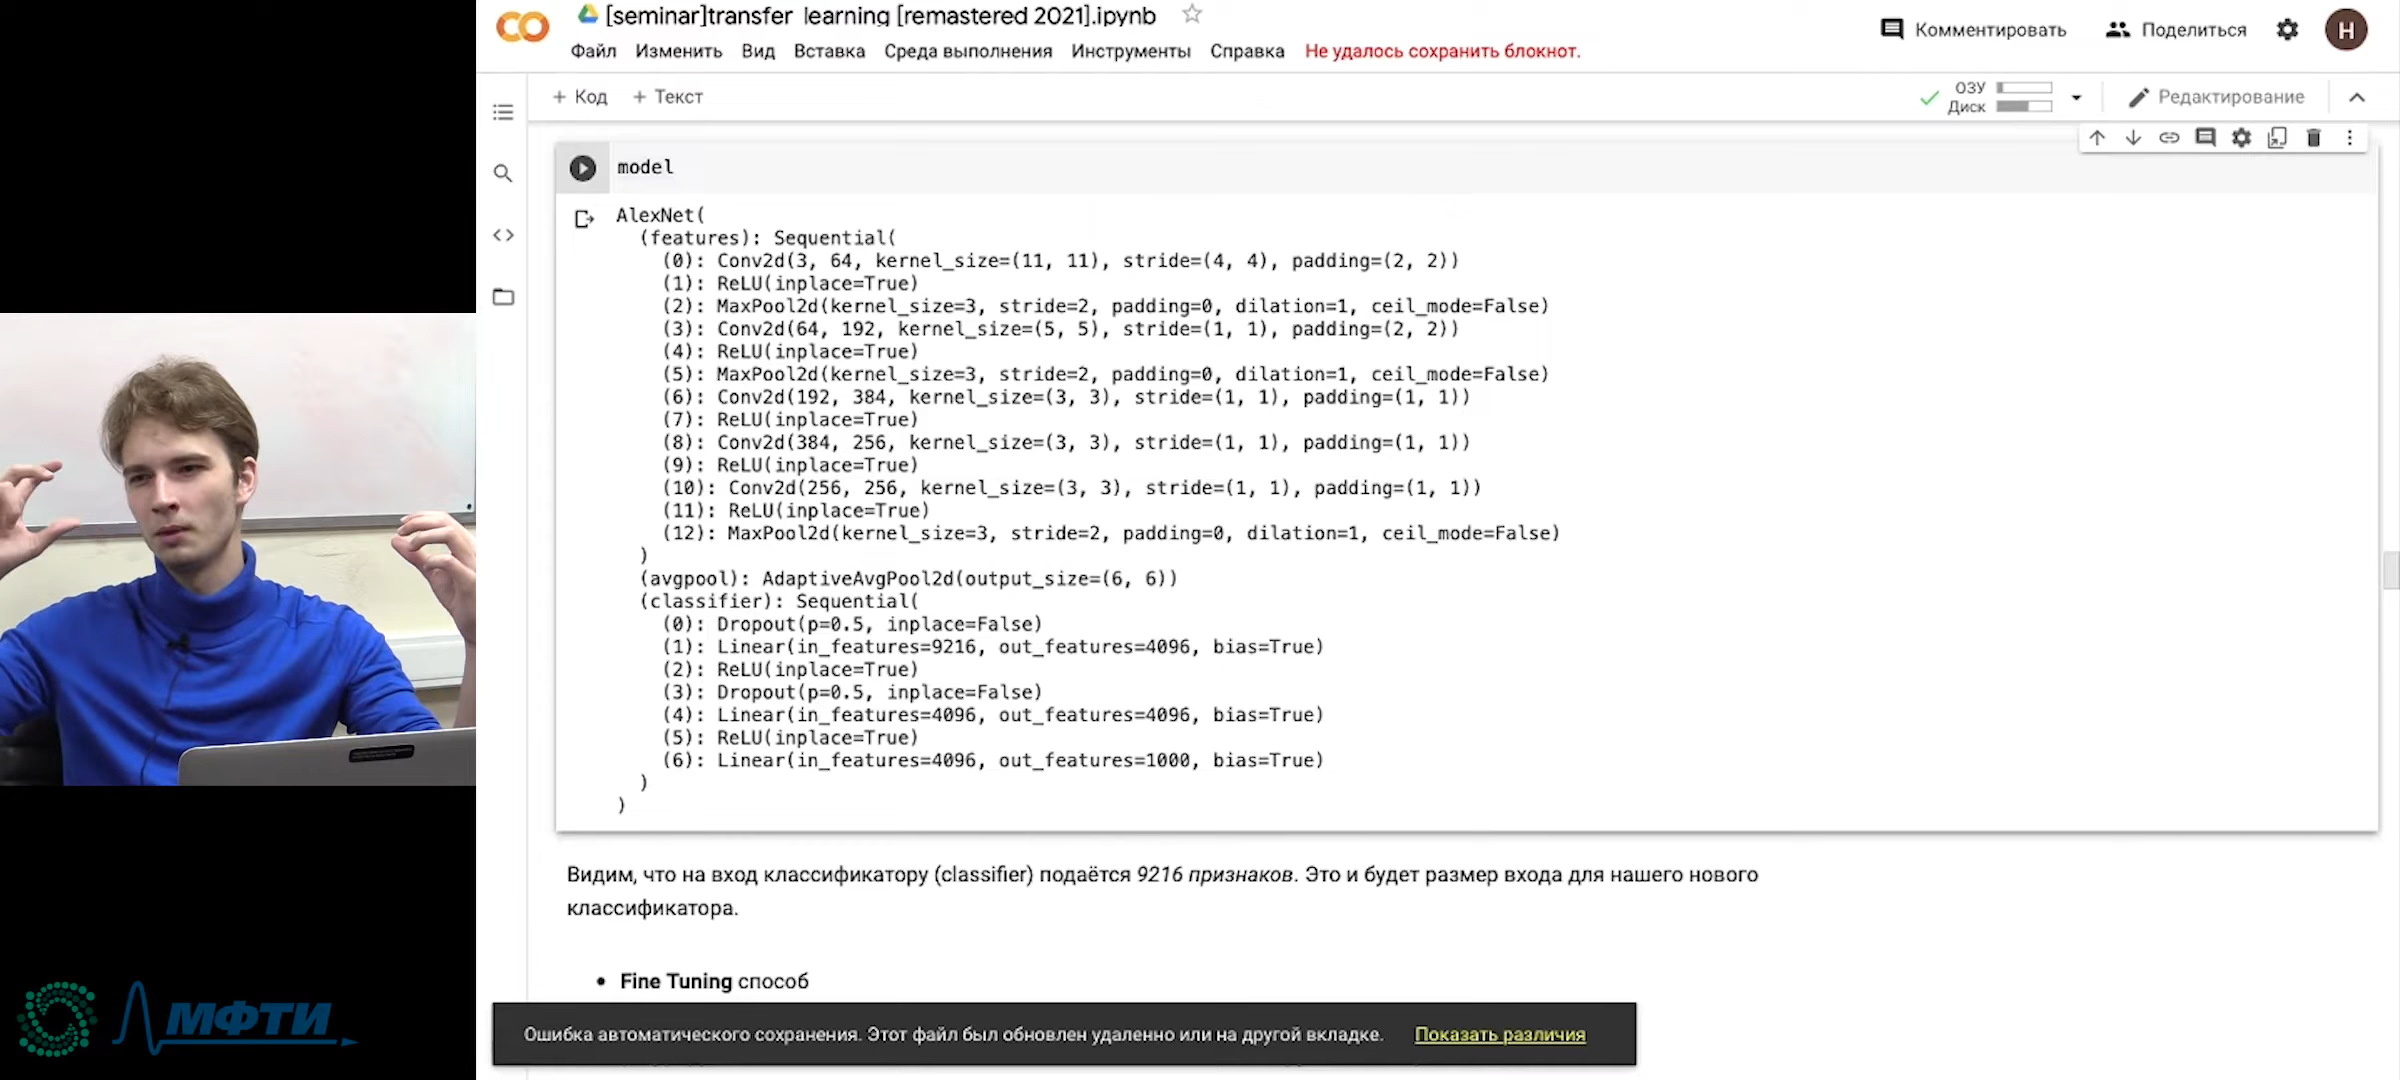 [seminar]transfer_learning [remastered 2021].ipynb
Файл Изменить Вид Вставка Среда выполнения Инструменты Справка Не удалось сохранить блокнот.
Комментировать Поделиться Н
+ Код + Текст
ОЗУ
Диск
Редактирование
model
AlexNet(
(features): Sequential(
(0): Conv2d(3, 64, kernel_size=(11, 11), stride=(4, 4), padding=(2, 2))
(1): ReLU(inplace=True)
(2): MaxPool2d(kernel_size=3, stride=2, padding=0, dilation=1, ceil_mode=False)
(3): Conv2d(64, 192, kernel_size=(5, 5), stride=(1, 1), padding=(2, 2))
(4): ReLU(inplace=True)
(5): MaxPool2d(kernel_size=3, stride=2, padding=0, dilation=1, ceil_mode=False)
(6): Conv2d(192, 384, kernel_size=(3, 3), stride=(1, 1), padding=(1, 1))
(7): ReLU(inplace=True)
(8): Conv2d(384, 256, kernel_size=(3, 3), stride=(1, 1), padding=(1, 1))
(9): ReLU(inplace=True)
(10): Conv2d(256, 256, kernel_size=(3, 3), stride=(1, 1), padding=(1, 1))
(11): ReLU(inplace=True)
(12): MaxPool2d(kernel_size=3, stride=2, padding=0, dilation=1, ceil_mode=False)
)
(avgpool): AdaptiveAvgPool2d(output_size=(6, 6))
(classifier): Sequential(
(0): Dropout(p=0.5, inplace=False)
(1): Linear(in_features=9216, out_features=4096, bias=True)
(2): ReLU(inplace=True)
(3): Dropout(p=0.5, inplace=False)
(4): Linear(in_features=4096, out_features=4096, bias=True)
(5): ReLU(inplace=True)
(6): Linear(in_features=4096, out_features=1000, bias=True)
)
)
Видим, что на вход классификатору (classifier) подаётся 9216 признаков. Это и будет размер входа для нашего нового
классификатора.
• Fine Tuning способ
Ошибка автоматического сохранения. Этот файл был обновлен удаленно или на другой вкладке. Показать различия
МФТИ